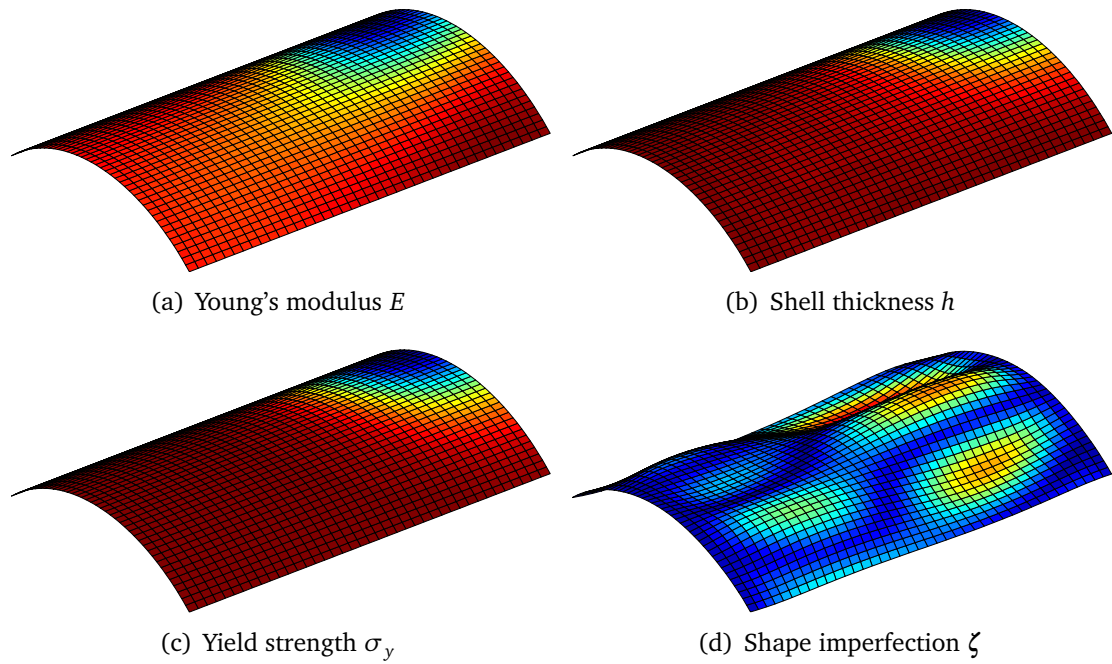 (a) Young's modulus E
(b) Shell thickness h
(c) Yield strength σ_y
(d) Shape imperfection ζ